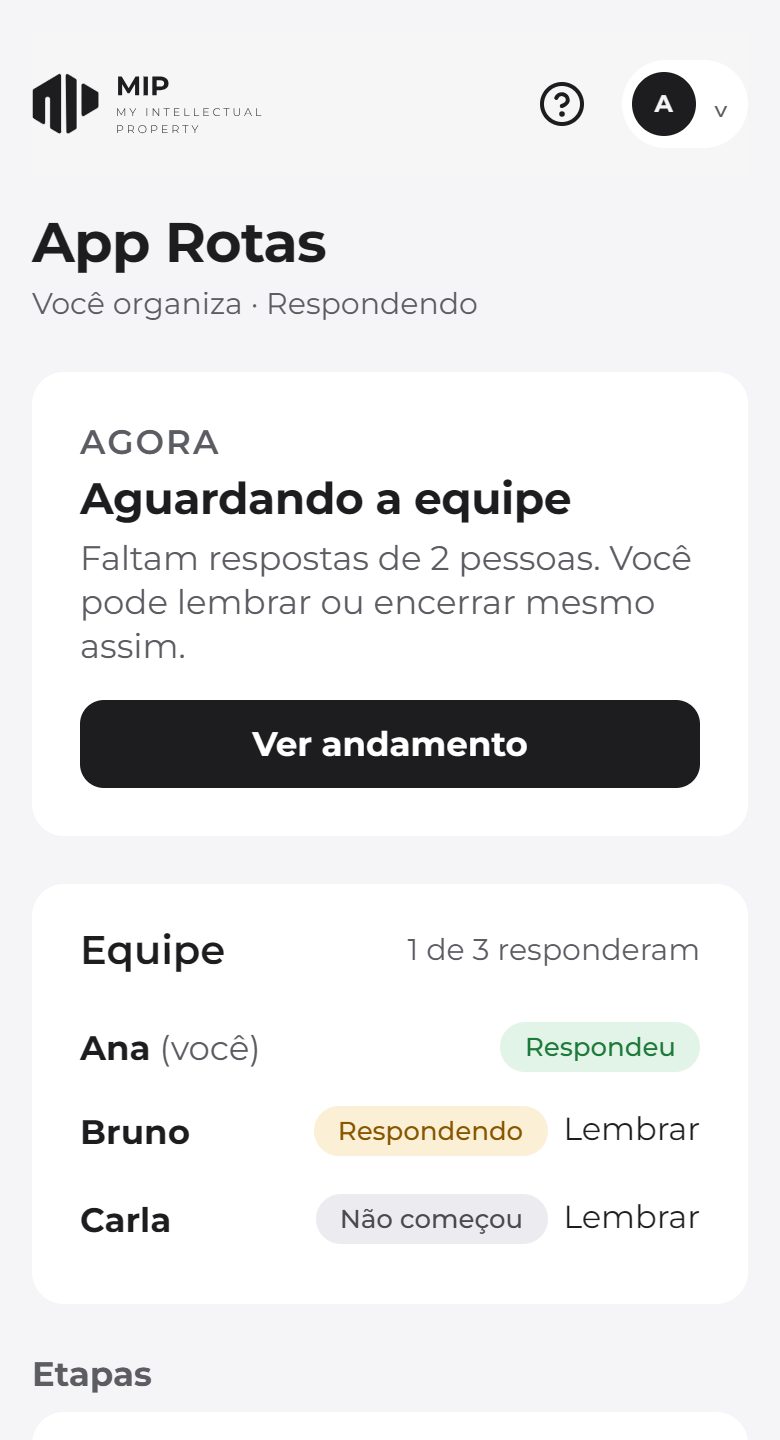 MIP
MY INTELLECTUAL
PROPERTY
A
v
App Rotas
Você organiza · Respondendo
AGORA
Aguardando a equipe
Faltam respostas de 2 pessoas. Você
pode lembrar ou encerrar mesmo
assim.
Ver andamento
Equipe
1 de 3 responderam
Ana (você)
Respondeu
Bruno
Respondendo
Lembrar
Carla
Não começou
Lembrar
Etapas